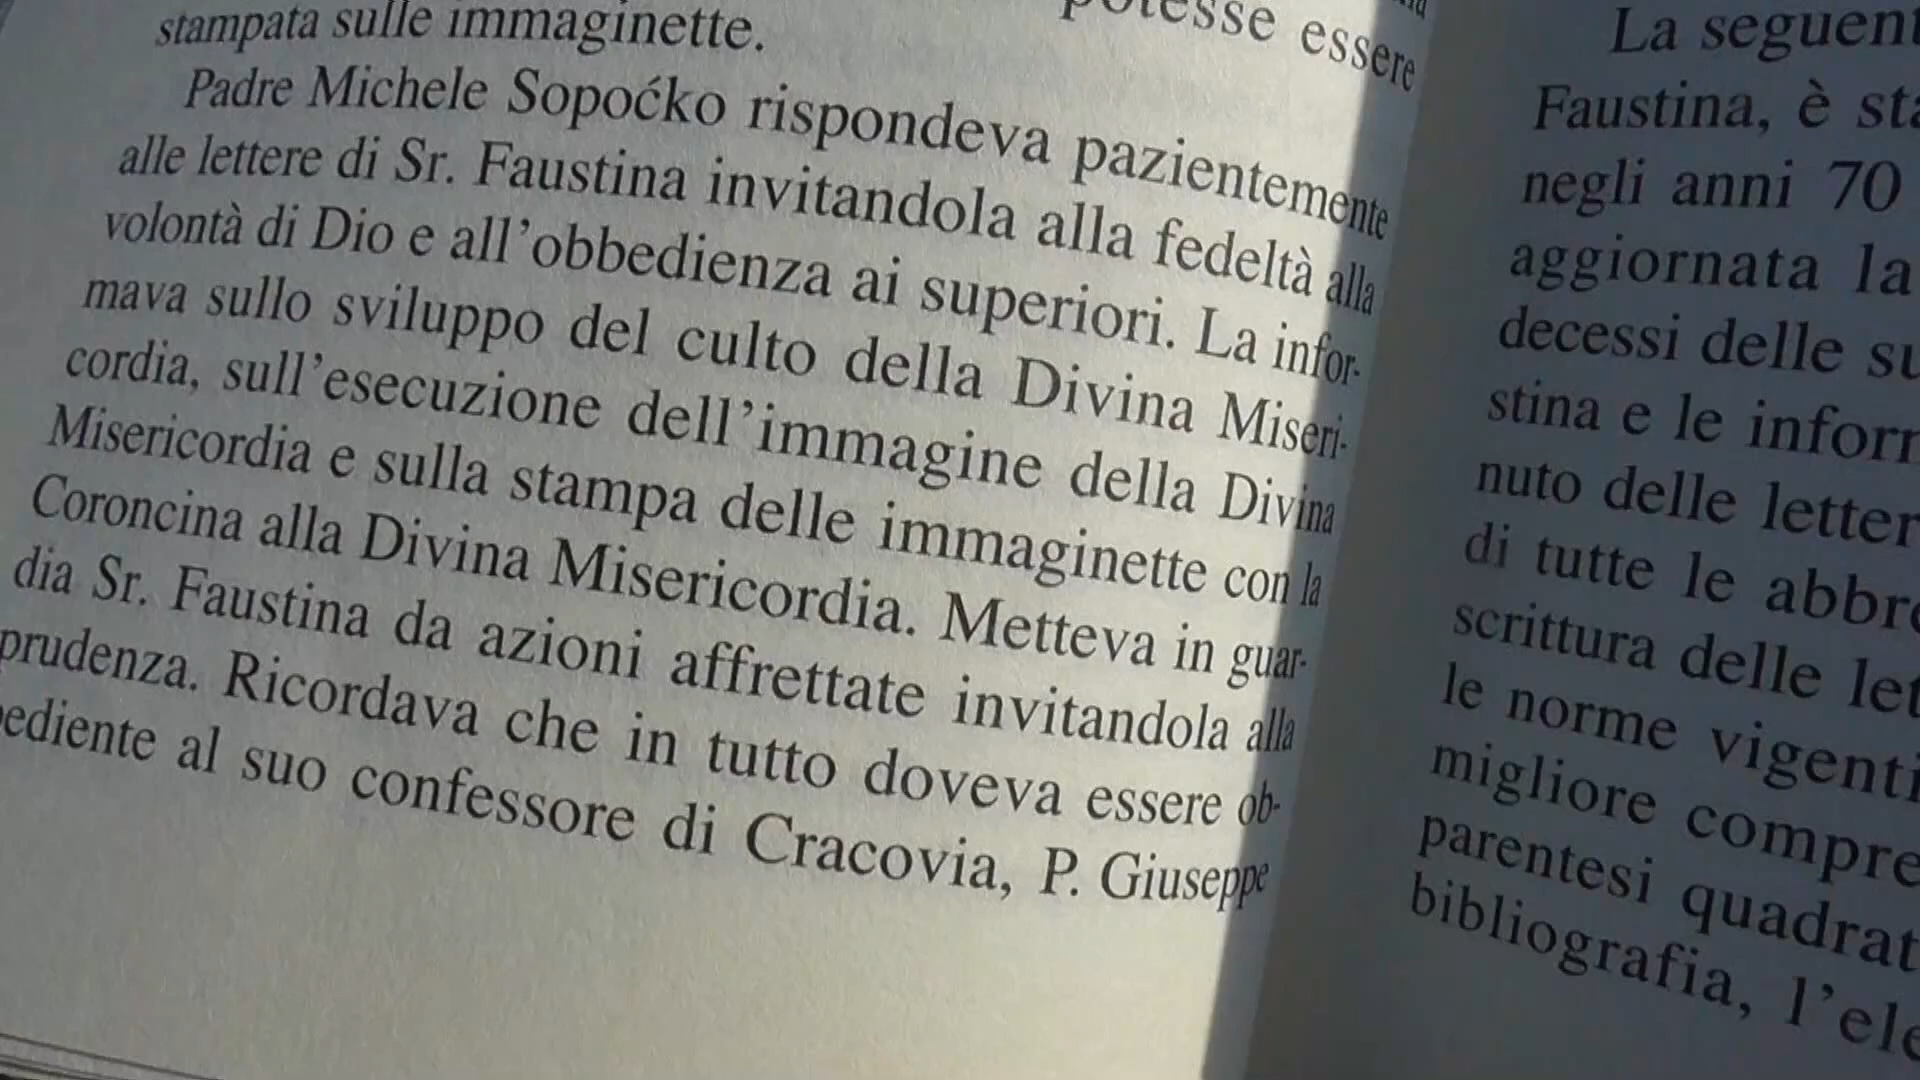 potesse essere
stampata sulle immaginette.
Padre Michele Sopoćko rispondeva pazientemente
alle lettere di Sr. Faustina invitandola alla fedeltà alla
volontà di Dio e all'obbedienza ai superiori. La infor-
mava sullo sviluppo del culto della Divina Miseri-
cordia, sull'esecuzione dell'immagine della Divina
Misericordia e sulla stampa delle immaginette con la
Coroncina alla Divina Misericordia. Metteva in guar-
dia Sr. Faustina da azioni affrettate invitandola alla
prudenza. Ricordava che in tutto doveva essere ob-
ediente al suo confessore di Cracovia, P. Giuseppe
La seguent
Faustina, è sta
negli anni 70
aggiornata la
decessi delle su
stina e le inform
nuto delle letter
di tutte le abbre
scrittura delle let
le norme vigenti
migliore compre
parentesi quadrat
bibliografia, l'ele